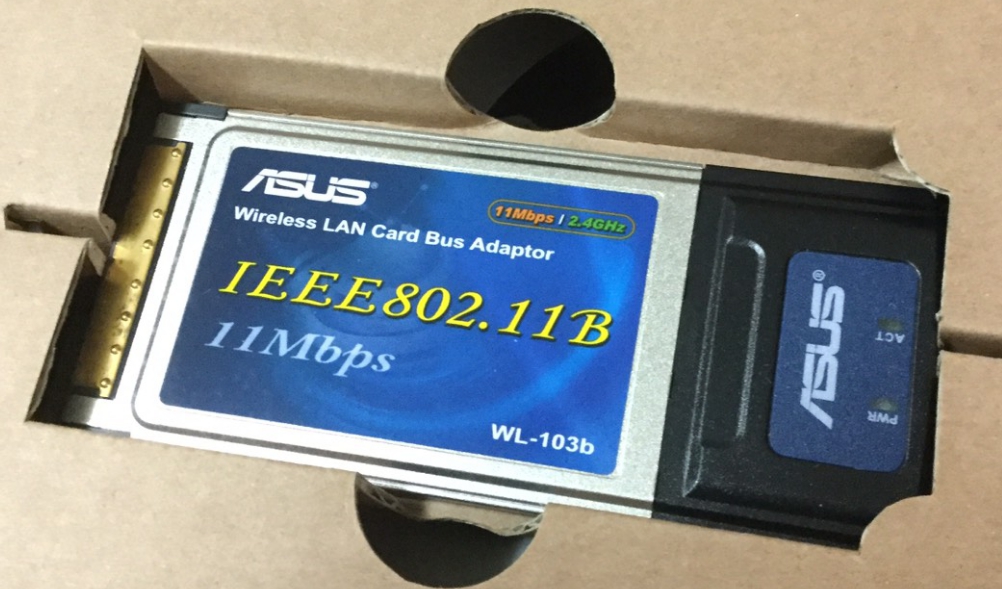 ASUS®
Wireless LAN Card Bus Adaptor
11Mbps / 2.4GHz
IEEE802.11B
11Mbps
WL-103b
ASUS®
ACT
PWR